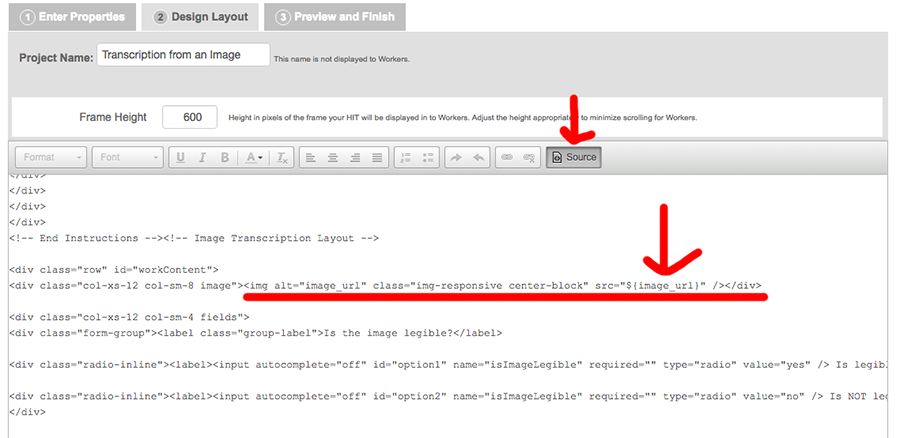 1 Enter Properties
2 Design Layout
3 Preview and Finish
Project Name: Transcription from an Image This name is not displayed to Workers.
Frame Height 600 Height in pixels of the frame your HIT will be displayed in to Workers. Adjust the height to minimize scrolling for Workers.
Format Font U I B A Tx Source
</div>
</div>
</div>
</div>
<!-- End Instructions --><!-- Image Transcription Layout -->
<div class="row" id="workContent">
<div class="col-xs-12 col-sm-8 image"><img alt="image_url" class="img-responsive center-block" src="${image_url}" /></div>
<div class="col-xs-12 col-sm-4 fields">
<div class="form-group"><label class="group-label">Is the image legible?</label>
<div class="radio-inline"><label><input autocomplete="off" id="option1" name="isImageLegible" required="" type="radio" value="yes" /> Is legibl
<div class="radio-inline"><label><input autocomplete="off" id="option2" name="isImageLegible" required="" type="radio" value="no" /> Is NOT leg
</div>